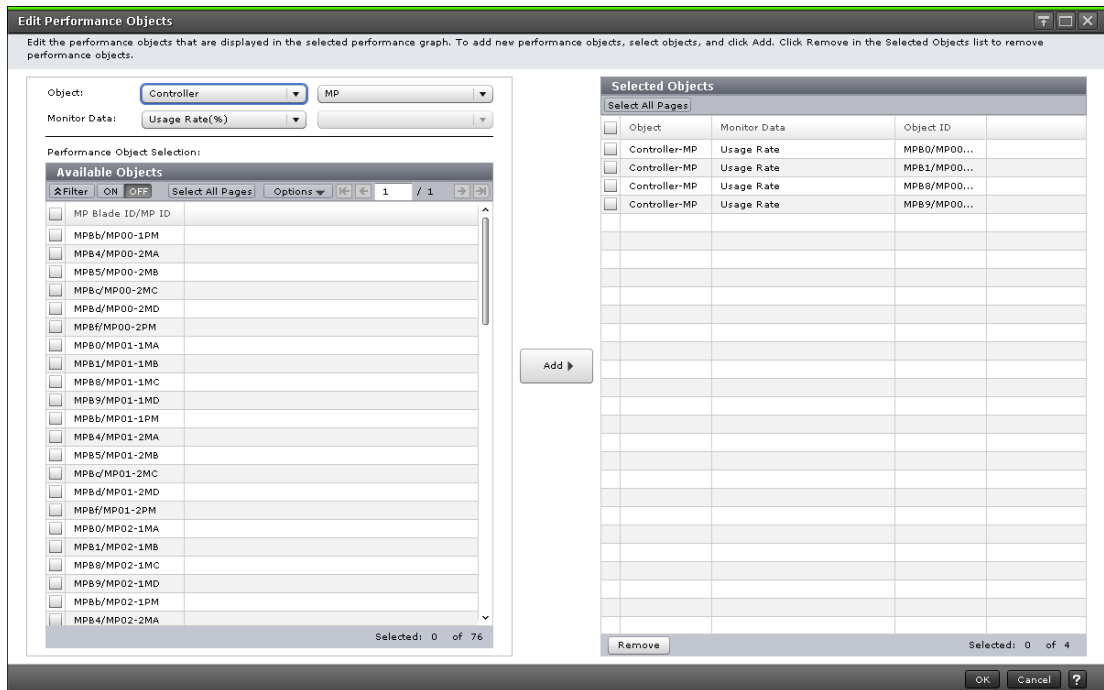 Edit Performance Objects
Edit the performance objects that are displayed in the selected performance graph. To add new performance objects, select objects, and click Add. Click Remove in the Selected Objects list to remove
performance objects.
Object: Controller MP
Monitor Data: Usage Rate(%)
Performance Object Selection:
Available Objects
Filter ON OFF Select All Pages Options 1 / 1
MP Blade ID/MP ID
MPBb/MP00-1PM
MPB4/MP00-2MA
MPB5/MP00-2MB
MPBc/MP00-2MC
MPBd/MP00-2MD
MPBf/MP00-2PM
MPB0/MP01-1MA
MPB1/MP01-1MB
MPB8/MP01-1MC
MPB9/MP01-1MD
MPBb/MP01-1PM
MPB4/MP01-2MA
MPB5/MP01-2MB
MPBc/MP01-2MC
MPBd/MP01-2MD
MPBf/MP01-2PM
MPB0/MP02-1MA
MPB1/MP02-1MB
MPB8/MP02-1MC
MPB9/MP02-1MD
MPBb/MP02-1PM
MPB4/MP02-2MA
Selected: 0 of 76
Add
Selected Objects
Select All Pages
Object Monitor Data Object ID
Controller-MP Usage Rate MPB0/MP00...
Controller-MP Usage Rate MPB1/MP00...
Controller-MP Usage Rate MPB8/MP00...
Controller-MP Usage Rate MPB9/MP00...
Remove Selected: 0 of 4
OK Cancel ?